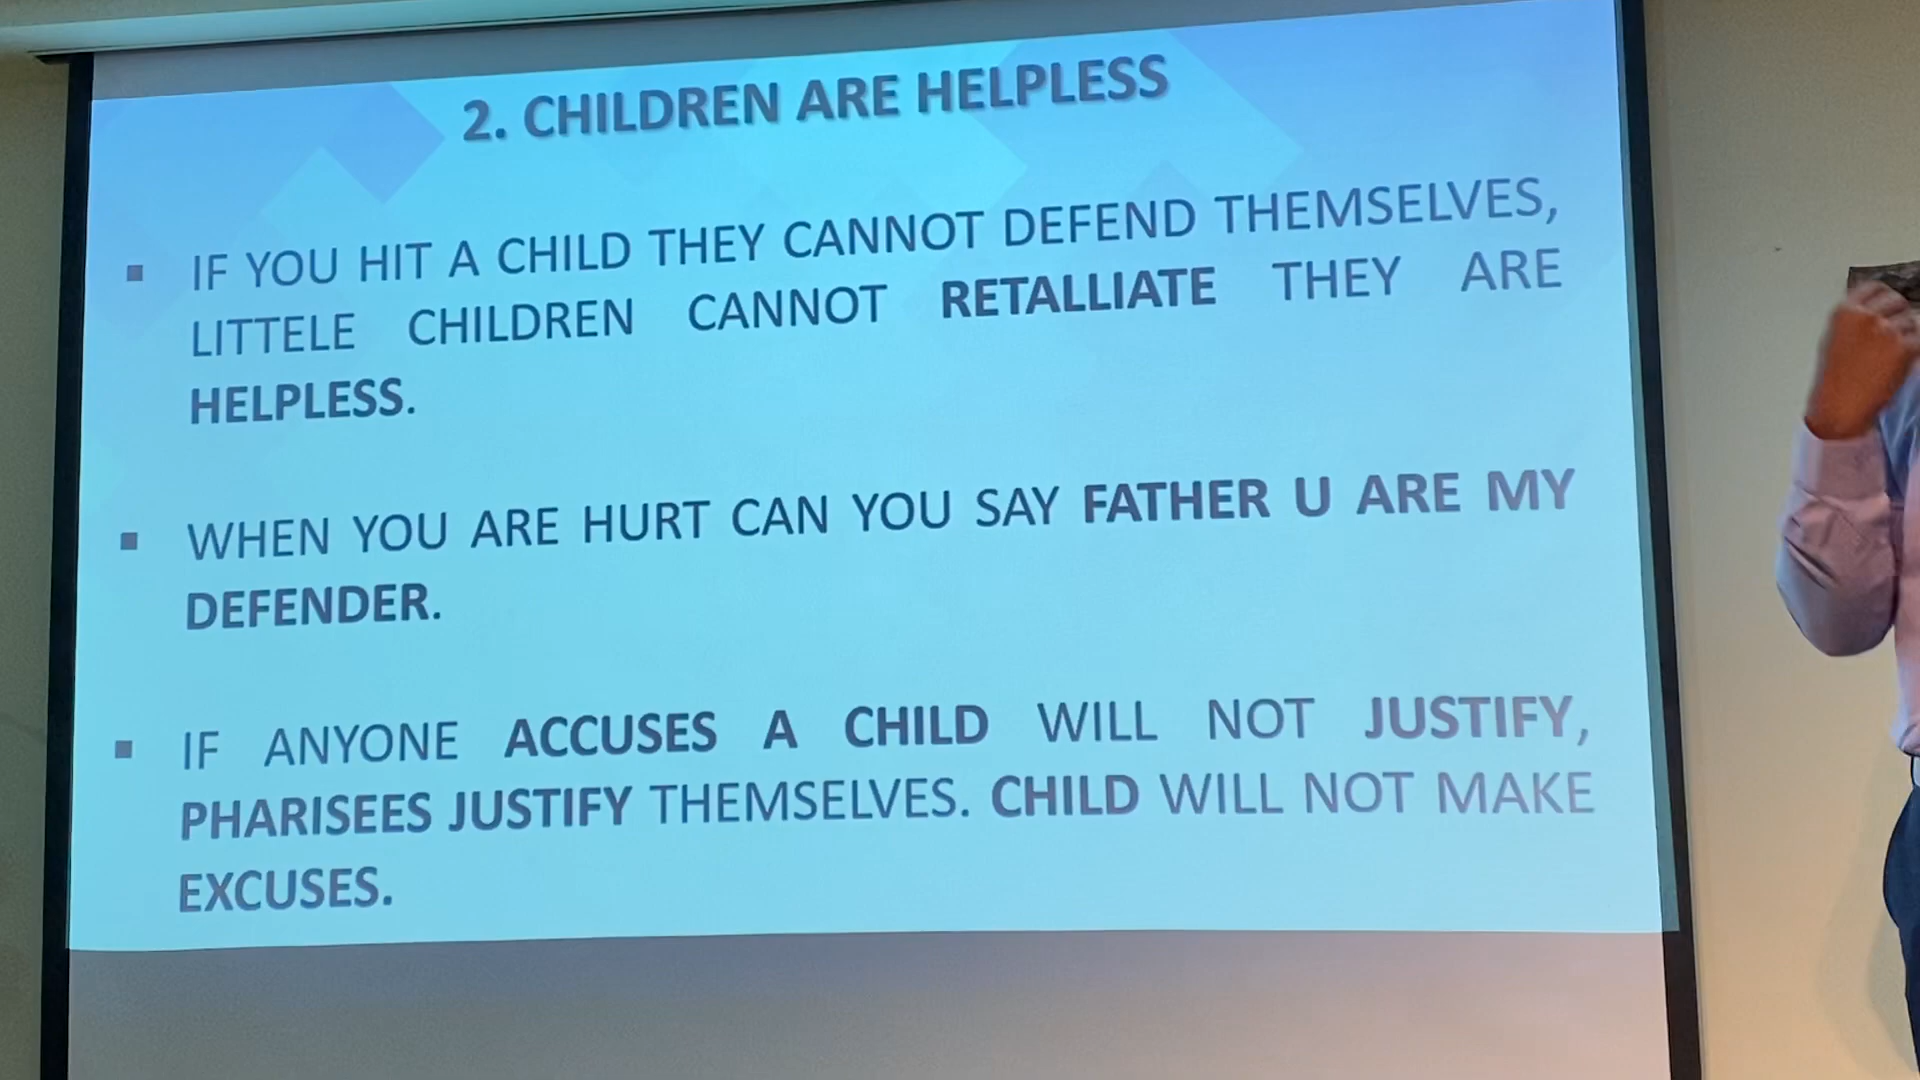 2. CHILDREN ARE HELPLESS
▪ IF YOU HIT A CHILD THEY CANNOT DEFEND THEMSELVES,
LITTELE CHILDREN CANNOT RETALLIATE THEY ARE
HELPLESS.
▪ WHEN YOU ARE HURT CAN YOU SAY FATHER U ARE MY
DEFENDER.
▪ IF ANYONE ACCUSES A CHILD WILL NOT JUSTIFY,
PHARISEES JUSTIFY THEMSELVES. CHILD WILL NOT MAKE
EXCUSES.